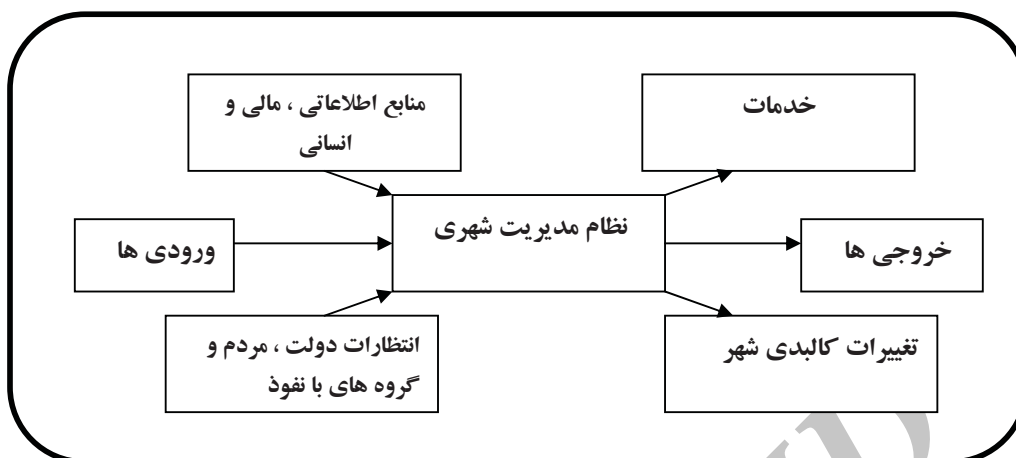 منابع اطلاعاتی ، مالی و
انسانی
خدمات
نظام مدیریت شهری
ورودی ها
خروجی ها
انتظارات دولت ، مردم و
گروه های با نفوذ
تغییرات کالبدی شهر